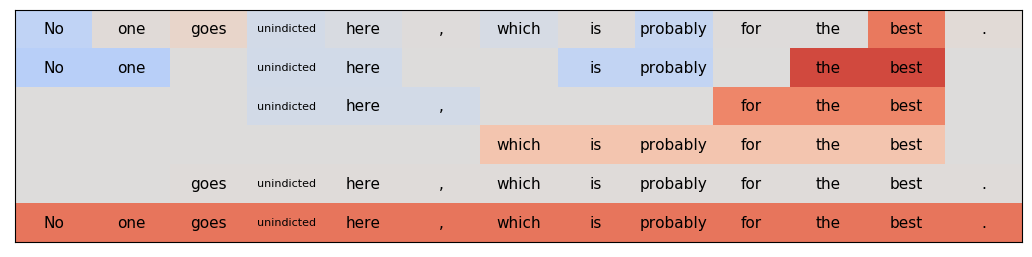 No one goes unindicted here , which is probably for the best .
No one unindicted here is probably the best
unindicted here , for the best
which is probably for the best
goes unindicted here , which is probably for the best .
No one goes unindicted here , which is probably for the best .